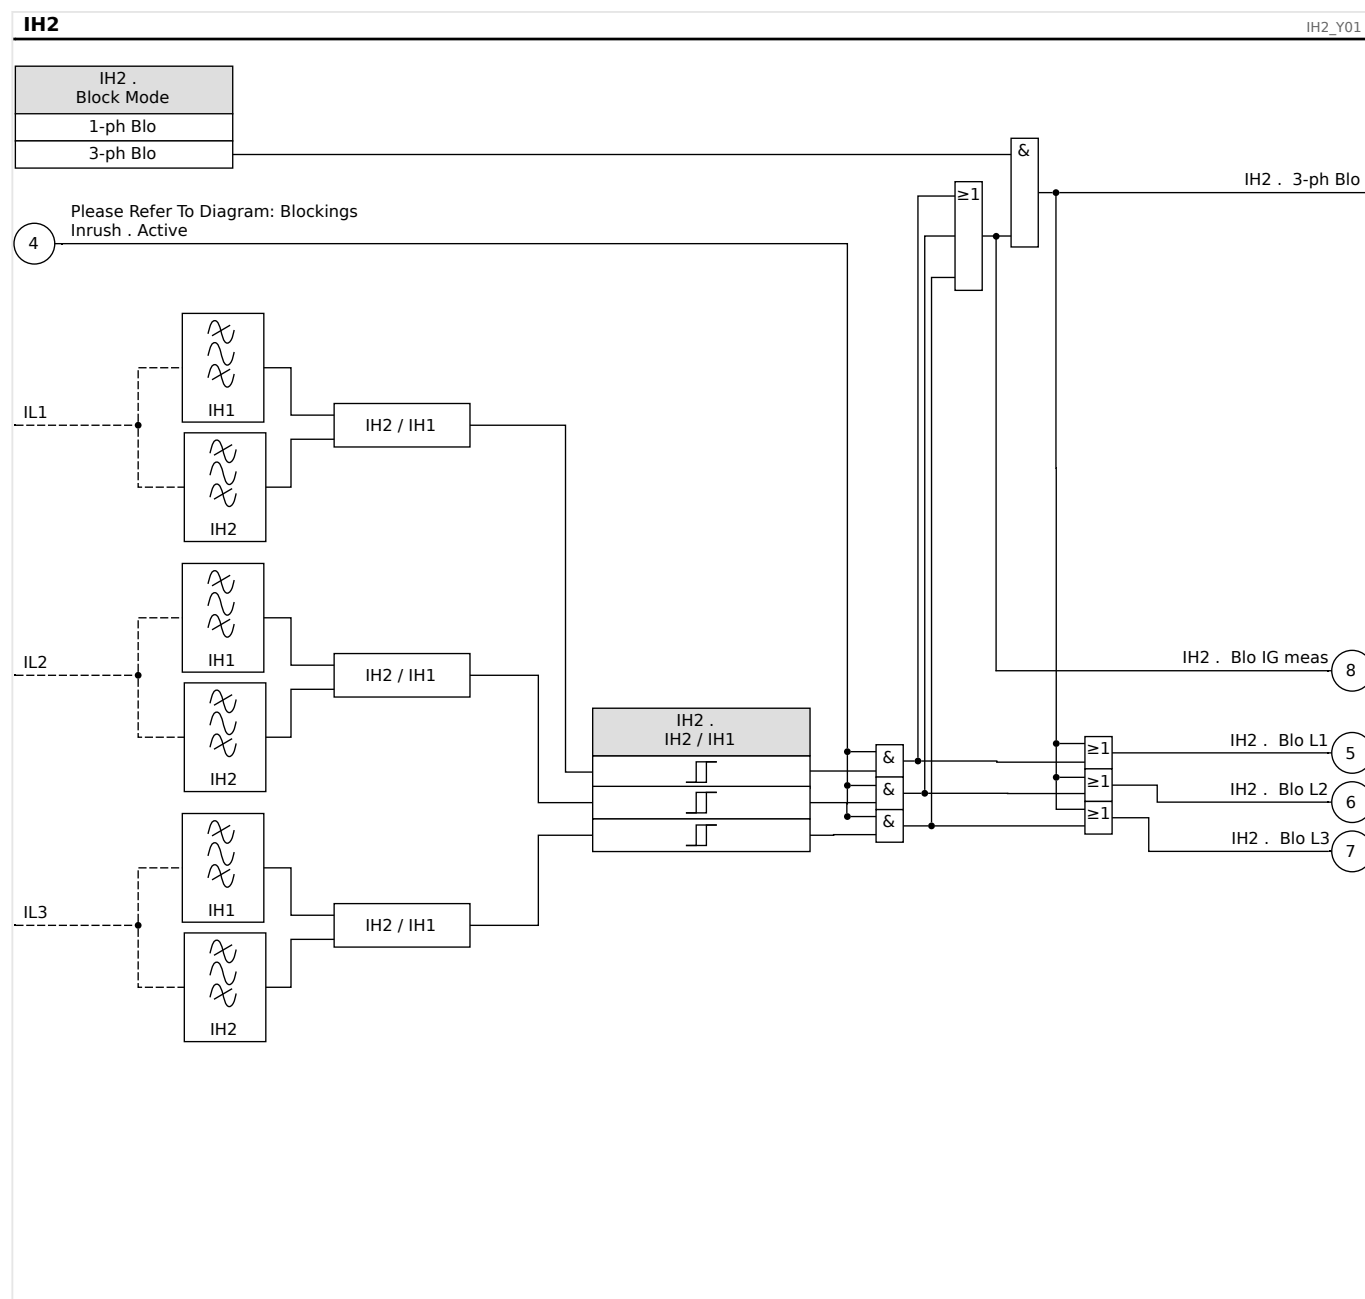 IH2
IH2_Y01
IH2 .
Block Mode
1-ph Blo
3-ph Blo
&
IH2 . 3-ph Blo
≥1
Please Refer To Diagram: Blockings
Inrush . Active
4
IH1
IL1
IH2 / IH1
IH2
IH1
IL2
IH2 / IH1
IH2
IH2 . Blo IG meas
8
IH2 .
IH2 / IH1
&
&
&
≥1
≥1
≥1
IH2 . Blo L1
5
IH2 . Blo L2
6
IH2 . Blo L3
7
IH1
IL3
IH2 / IH1
IH2